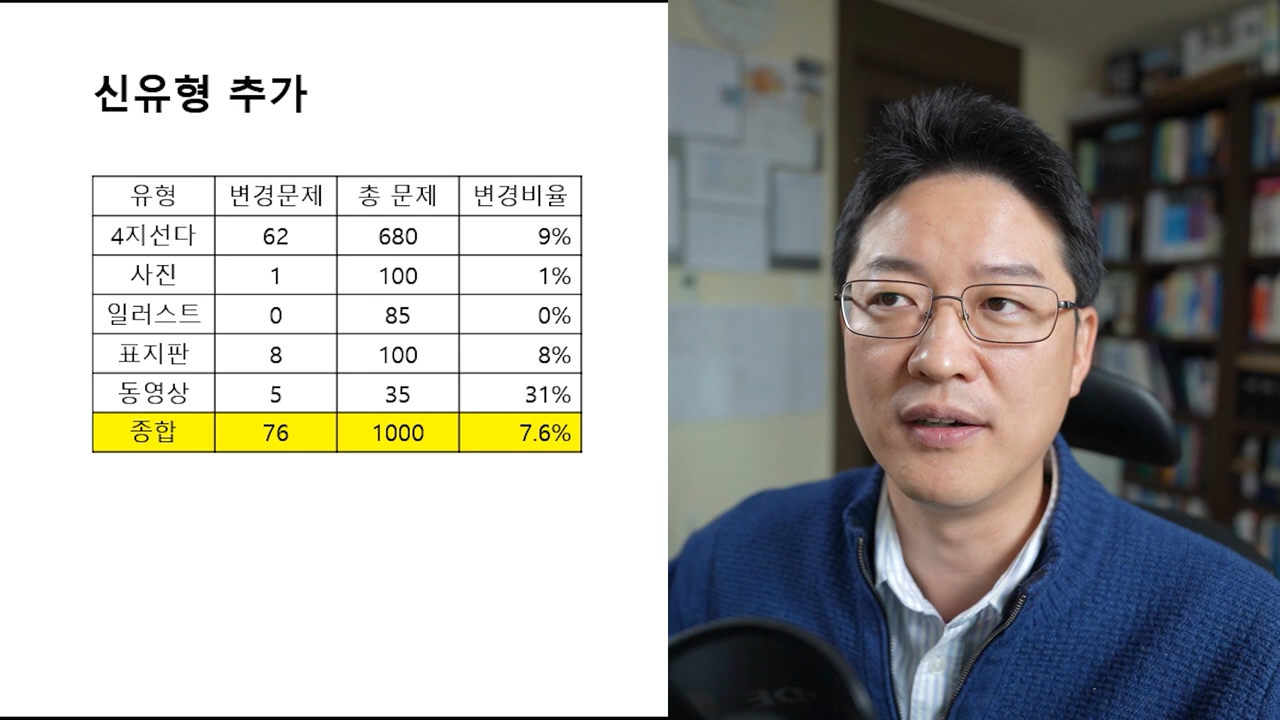 신유형 추가
유형 변경문제 총 문제 변경비율
4지선다 62 680 9%
사진 1 100 1%
일러스트 0 85 0%
표지판 8 100 8%
동영상 5 35 31%
종합 76 1000 7.6%